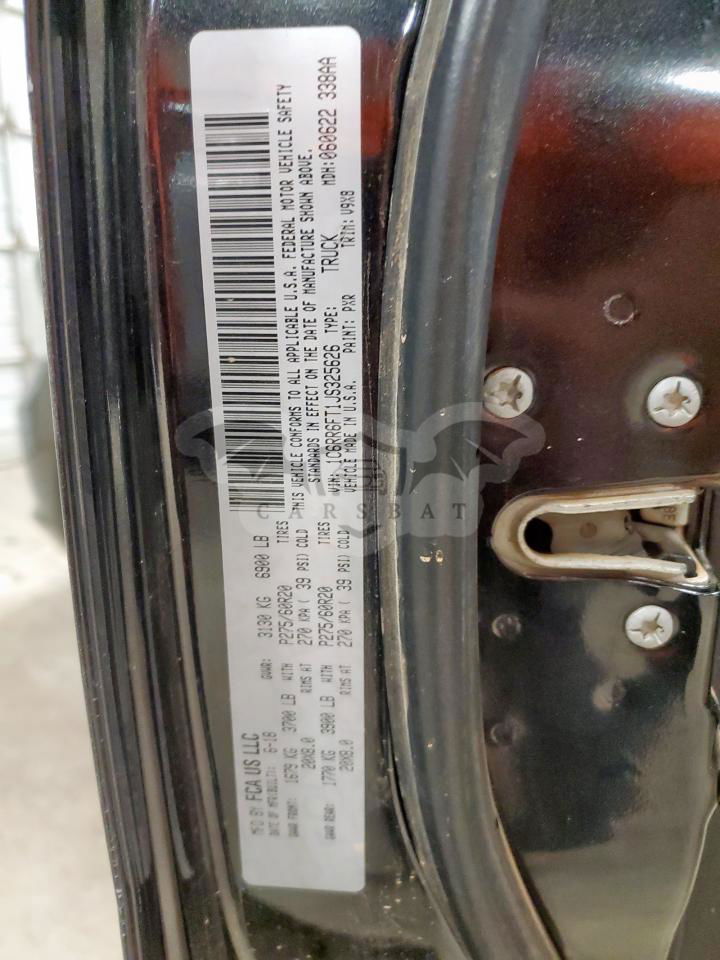 MFD BY FCA US LLC
DATE OF MFR(BUILT): 6-18 GVWR: 3130 KG 6900 LB
GAWR FRONT: 1679 KG 3700 LB WITH P275/60R20 TIRES
20X8.0 RIMS AT 270 KPA ( 39 PSI) COLD
GAWR REAR: 1770 KG 3900 LB WITH P275/60R20 TIRES
20X8.0 RIMS AT 270 KPA ( 39 PSI) COLD
THIS VEHICLE CONFORMS TO ALL APPLICABLE U.S.A. FEDERAL MOTOR VEHICLE SAFETY
STANDARDS IN EFFECT ON THE DATE OF MANUFACTURE SHOWN ABOVE.
VIN: 1C6RR6FT1JS325626 TYPE: TRUCK MDH:060622 338AA
VEHICLE MADE IN U.S.A. PAINT: PXR TRIM: V9X8
CARSBAT